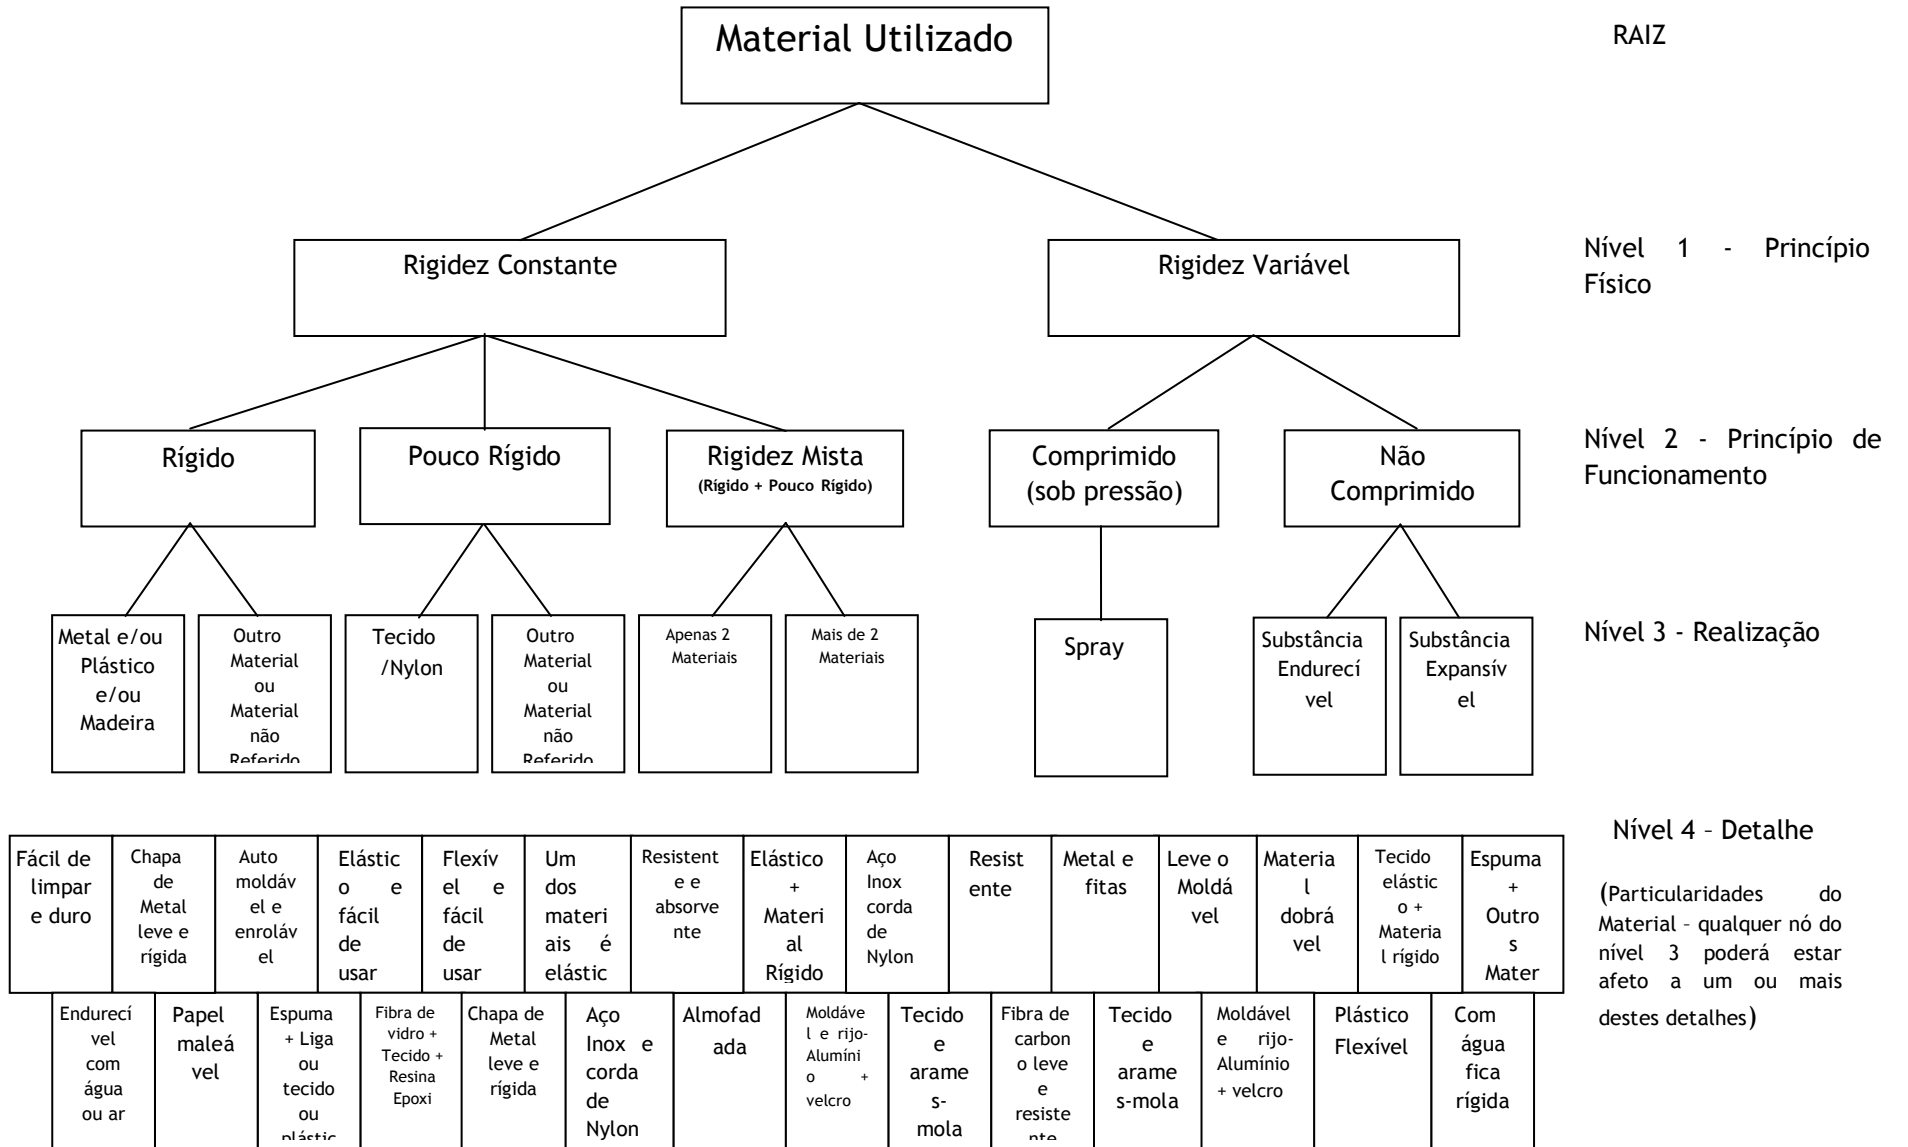 Material Utilizado
RAIZ
Rigidez Constante
Rigidez Variável
Nível 1 - Princípio
Físico
Rígido
Pouco Rígido
Rigidez Mista
(Rígido + Pouco Rígido)
Comprimido
(sob pressão)
Não
Comprimido
Nível 2 - Princípio de
Funcionamento
Metal e/ou
Plástico
e/ou
Madeira
Outro
Material
ou
Material
não
Referido
Tecido
/Nylon
Outro
Material
ou
Material
não
Referido
Apenas 2
Materiais
Mais de 2
Materiais
Spray
Substância
Endurecí
vel
Substância
Expansív
el
Nível 3 - Realização
Fácil de
limpar
e duro
Chapa
de
Metal
leve e
rígida
Auto
moldáv
el e
enroláv
el
Elástic
o e
fácil
de
usar
Flexív
el e
fácil
de
usar
Um
dos
materi
ais é
elástic
Resistent
e e
absorve
nte
Elástico
+
Materi
al
Rígido
Aço
Inox
corda
de
Nylon
Resist
ente
Metal e
fitas
Leve o
Moldá
vel
Materia
l
dobrá
vel
Tecido
elástic
o +
Materia
l rígido
Espuma
+
Outro
s
Mater
Nível 4 – Detalhe
(Particularidades do
Material – qualquer nó do
nível 3 poderá estar
afeto a um ou mais
destes detalhes)
Endurecí
vel
com
água
ou ar
Papel
maleá
vel
Espuma
+ Liga
ou
tecido
ou
plástic
Fibra de
vidro +
Tecido +
Resina
Epoxi
Chapa de
Metal
leve e
rígida
Aço
Inox e
corda
de
Nylon
Almofad
ada
Moldáve
l e rijo-
Alumíni
o +
velcro
Tecido
e
arame
s-
mola
Fibra de
carbon
o leve
e
resiste
nte
Tecido
e
arame
s-mola
Moldável
e rijo-
Alumínio
+ velcro
Plástico
Flexível
Com
água
fica
rígida